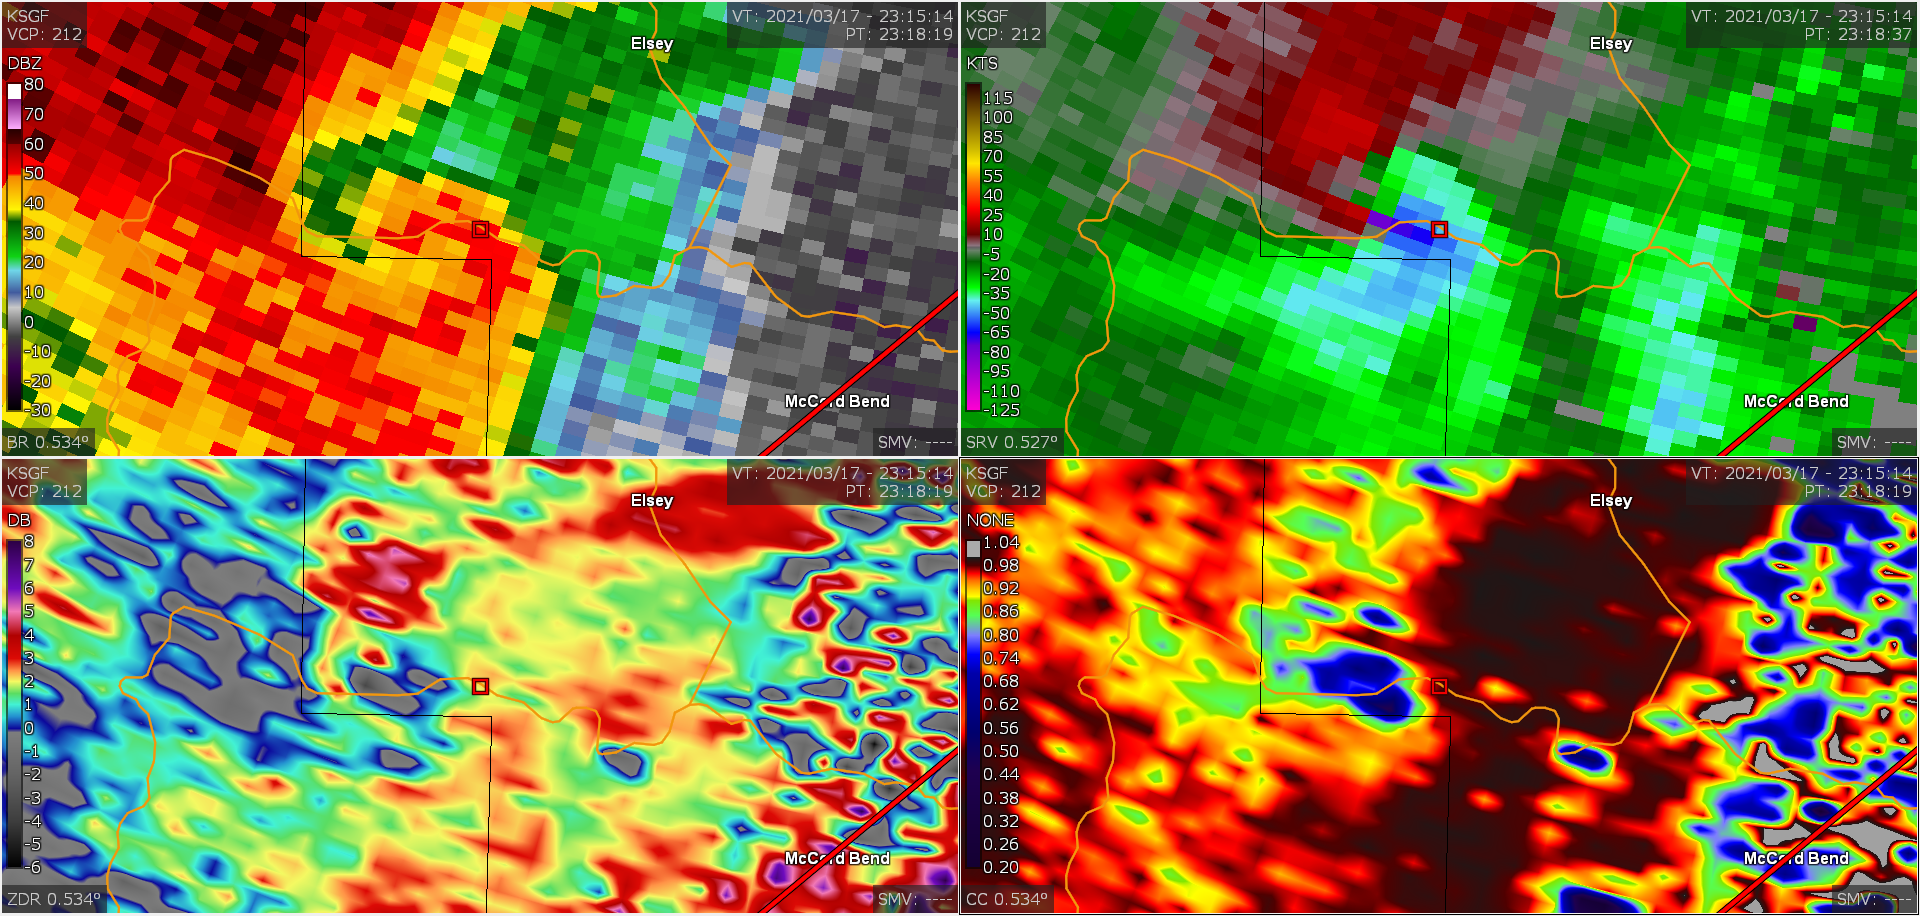 KSGF
VCP: 212
VT: 2021/03/17 - 23:15:14
PT: 23:18:19
Elsey
DBZ
80
70
60
50
40
30
20
10
0
-10
-20
-30
McCord Bend
BR 0.534°
SMV: ----
KSGF
VCP: 212
VT: 2021/03/17 - 23:15:14
PT: 23:18:37
Elsey
KTS
115
100
85
70
55
40
25
10
-5
-20
-35
-50
-65
-80
-95
-110
-125
McCord Bend
SRV 0.527°
SMV: ----
KSGF
VCP: 212
VT: 2021/03/17 - 23:15:14
PT: 23:18:19
Elsey
DB
8
7
6
5
4
3
2
1
0
-1
-2
-3
-4
-5
-6
McCord Bend
ZDR 0.534°
SMV: ----
KSGF
VCP: 212
VT: 2021/03/17 - 23:15:14
PT: 23:18:19
Elsey
NONE
1.04
0.98
0.92
0.86
0.80
0.74
0.68
0.62
0.56
0.50
0.44
0.38
0.32
0.26
0.20
McCord Bend
CC 0.534°
SMV: ----